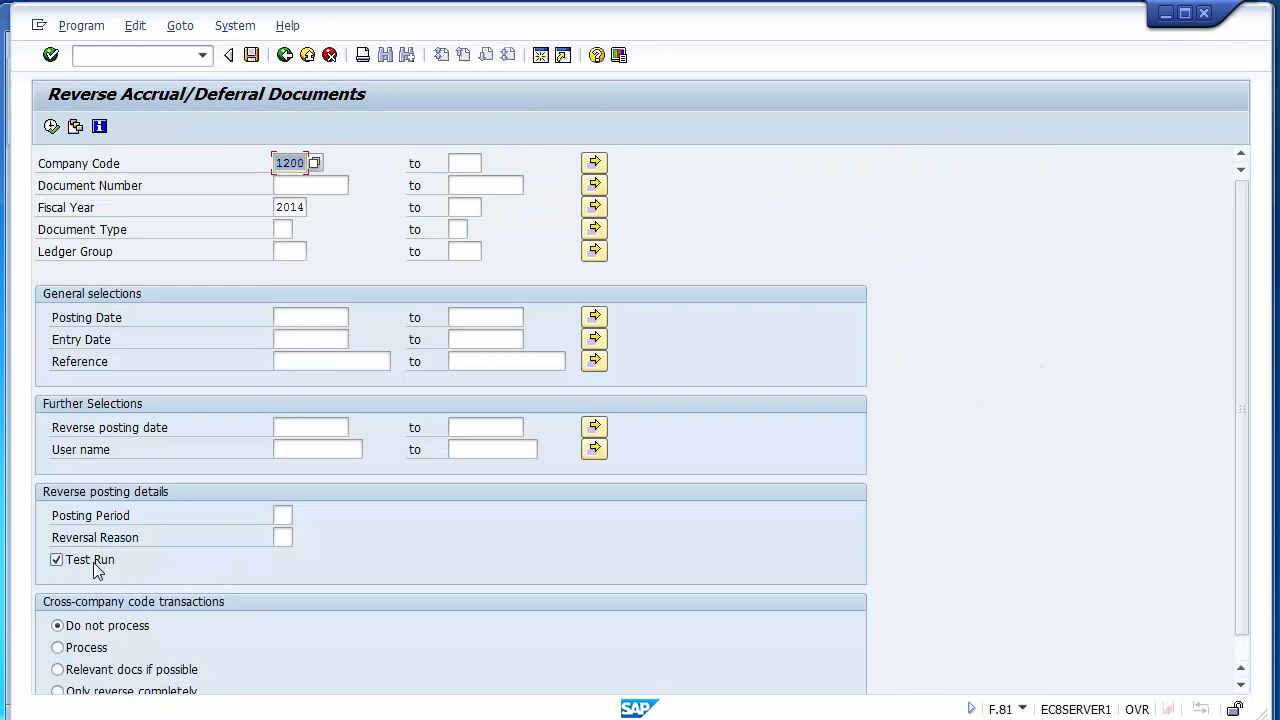 Program Edit Goto System Help
Reverse Accrual/Deferral Documents
Company Code 1200 to
Document Number to
Fiscal Year 2014 to
Document Type to
Ledger Group to
General selections
Posting Date to
Entry Date to
Reference to
Further Selections
Reverse posting date to
User name to
Reverse posting details
Posting Period
Reversal Reason
Test Run
Cross-company code transactions
Do not process
Process
Relevant docs if possible
Only reverse completely
SAP F.81 EC8SERVER1 OVR